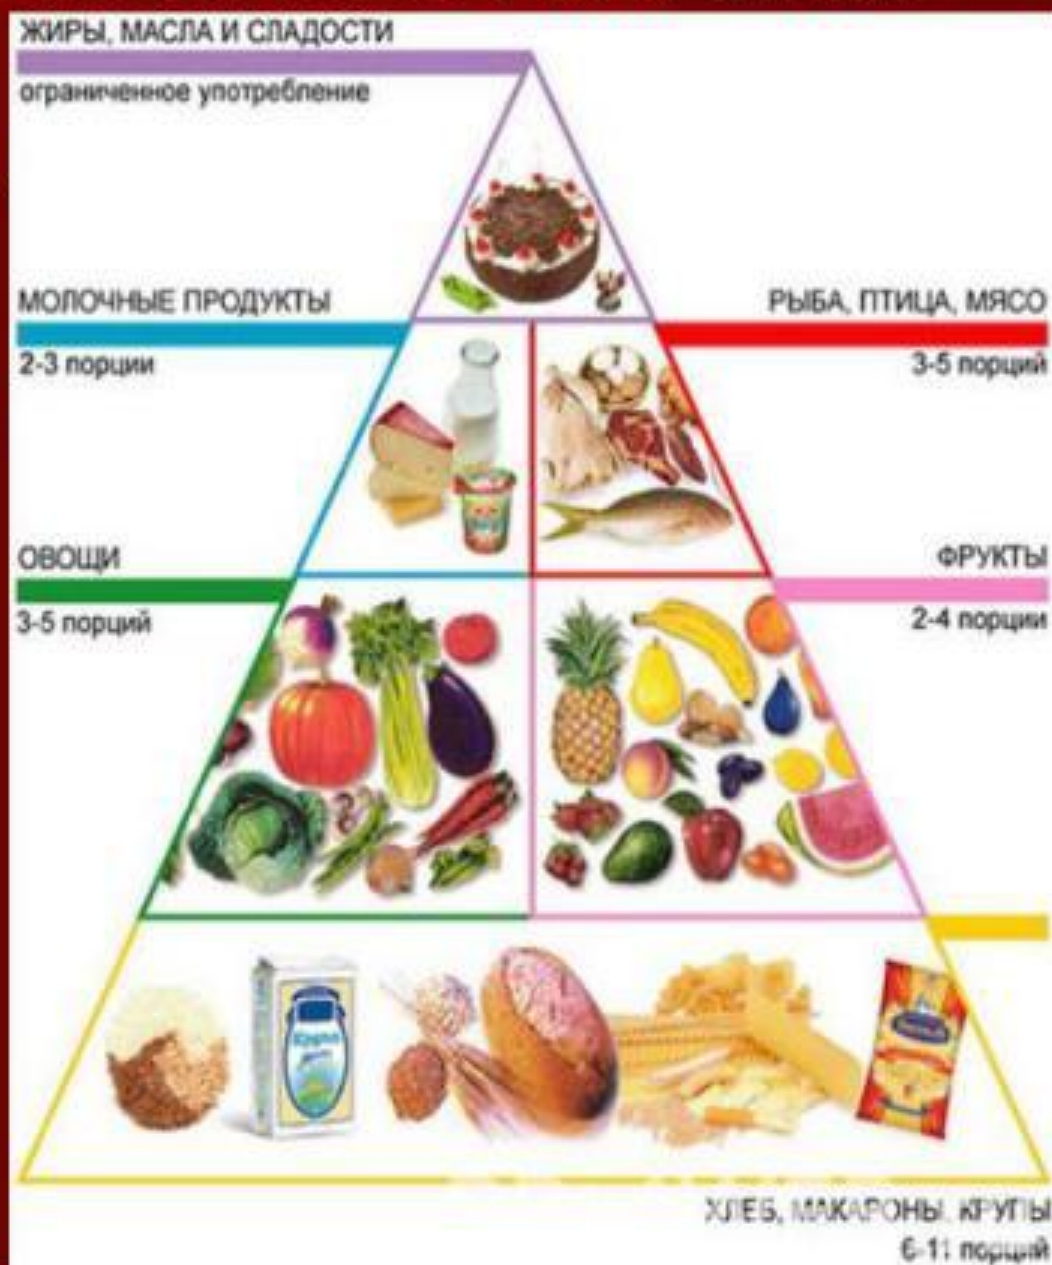 ЖИРЫ, МАСЛА И СЛАДОСТИ
ограниченное употребление
МОЛОЧНЫЕ ПРОДУКТЫ
2-3 порции
РЫБА, ПТИЦА, МЯСО
3-5 порций
ОВОЩИ
3-5 порций
ФРУКТЫ
2-4 порции
Крупа
ХЛЕБ, МАКАРОНЫ, КРУПЫ
6-11 порций